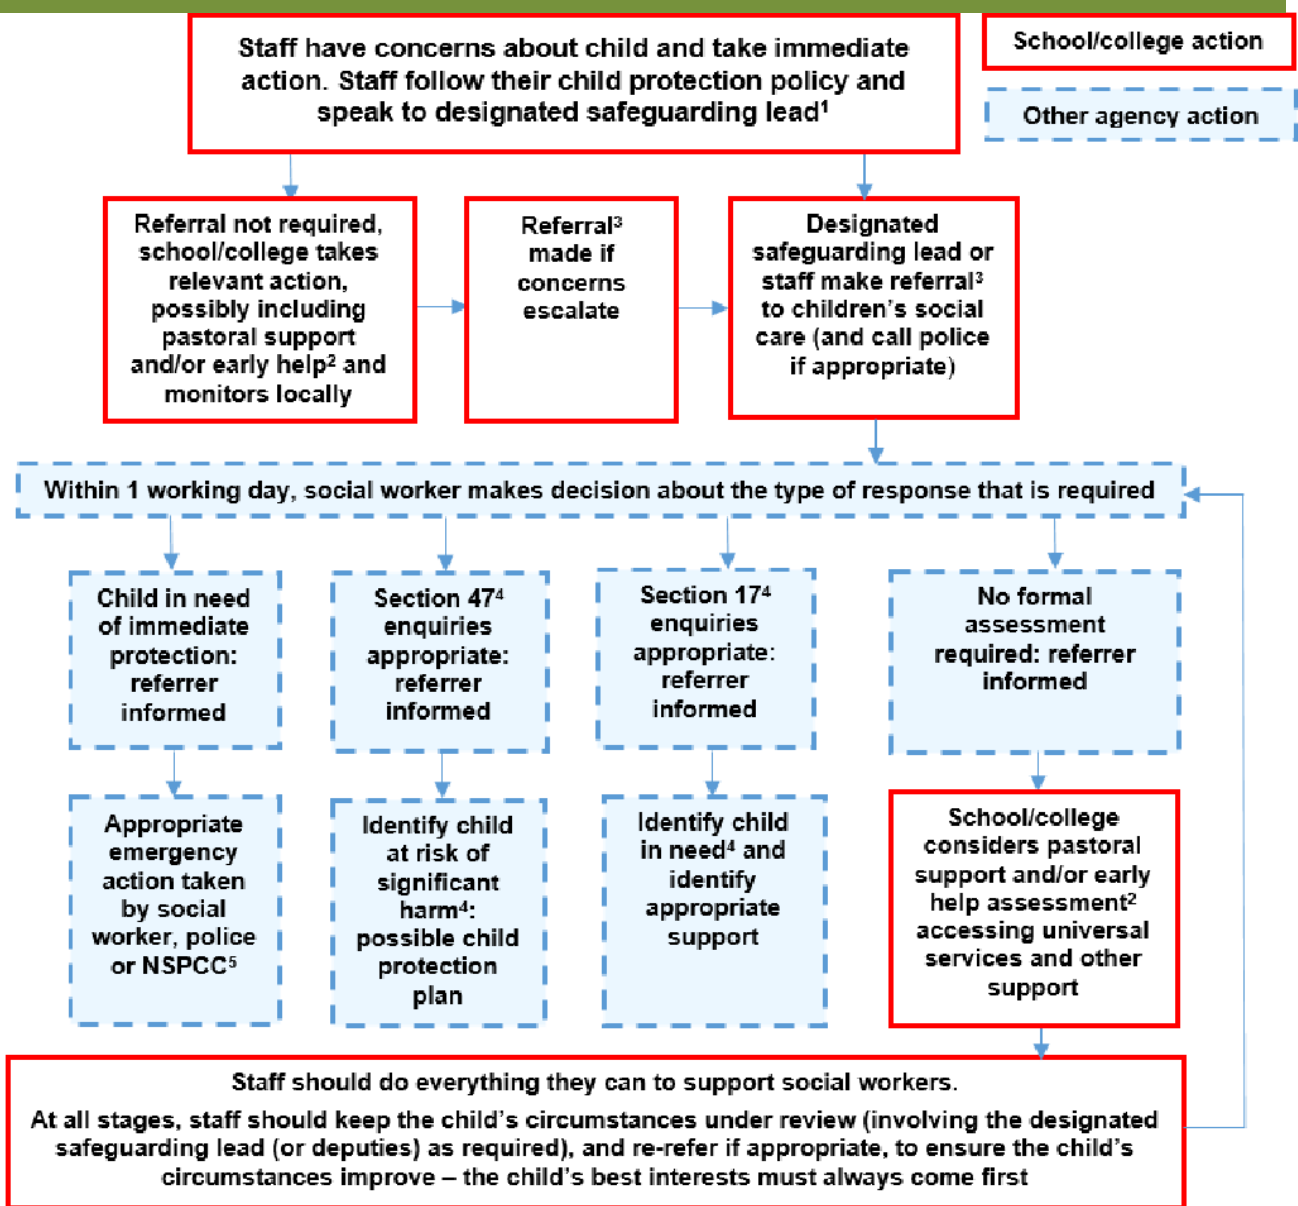 Staff have concerns about child and take immediate
action. Staff follow their child protection policy and
speak to designated safeguarding lead¹
School/college action
Other agency action
Referral not required,
school/college takes
relevant action,
possibly including
pastoral support
and/or early help² and
monitors locally
Referral³
made if
concerns
escalate
Designated
safeguarding lead or
staff make referral³
to children's social
care (and call police
if appropriate)
Within 1 working day, social worker makes decision about the type of response that is required
Child in need
of immediate
protection:
referrer
informed
Section 47⁴
enquiries
appropriate:
referrer
informed
Section 17⁴
enquiries
appropriate:
referrer
informed
No formal
assessment
required: referrer
informed
Appropriate
emergency
action taken
by social
worker, police
or NSPCC⁵
Identify child
at risk of
significant
harm⁴:
possible child
protection
plan
Identify child
in need⁴ and
identify
appropriate
support
School/college
considers pastoral
support and/or early
help assessment²
accessing universal
services and other
support
Staff should do everything they can to support social workers.
At all stages, staff should keep the child's circumstances under review (involving the designated
safeguarding lead (or deputies) as required), and re-refer if appropriate, to ensure the child's
circumstances improve – the child's best interests must always come first